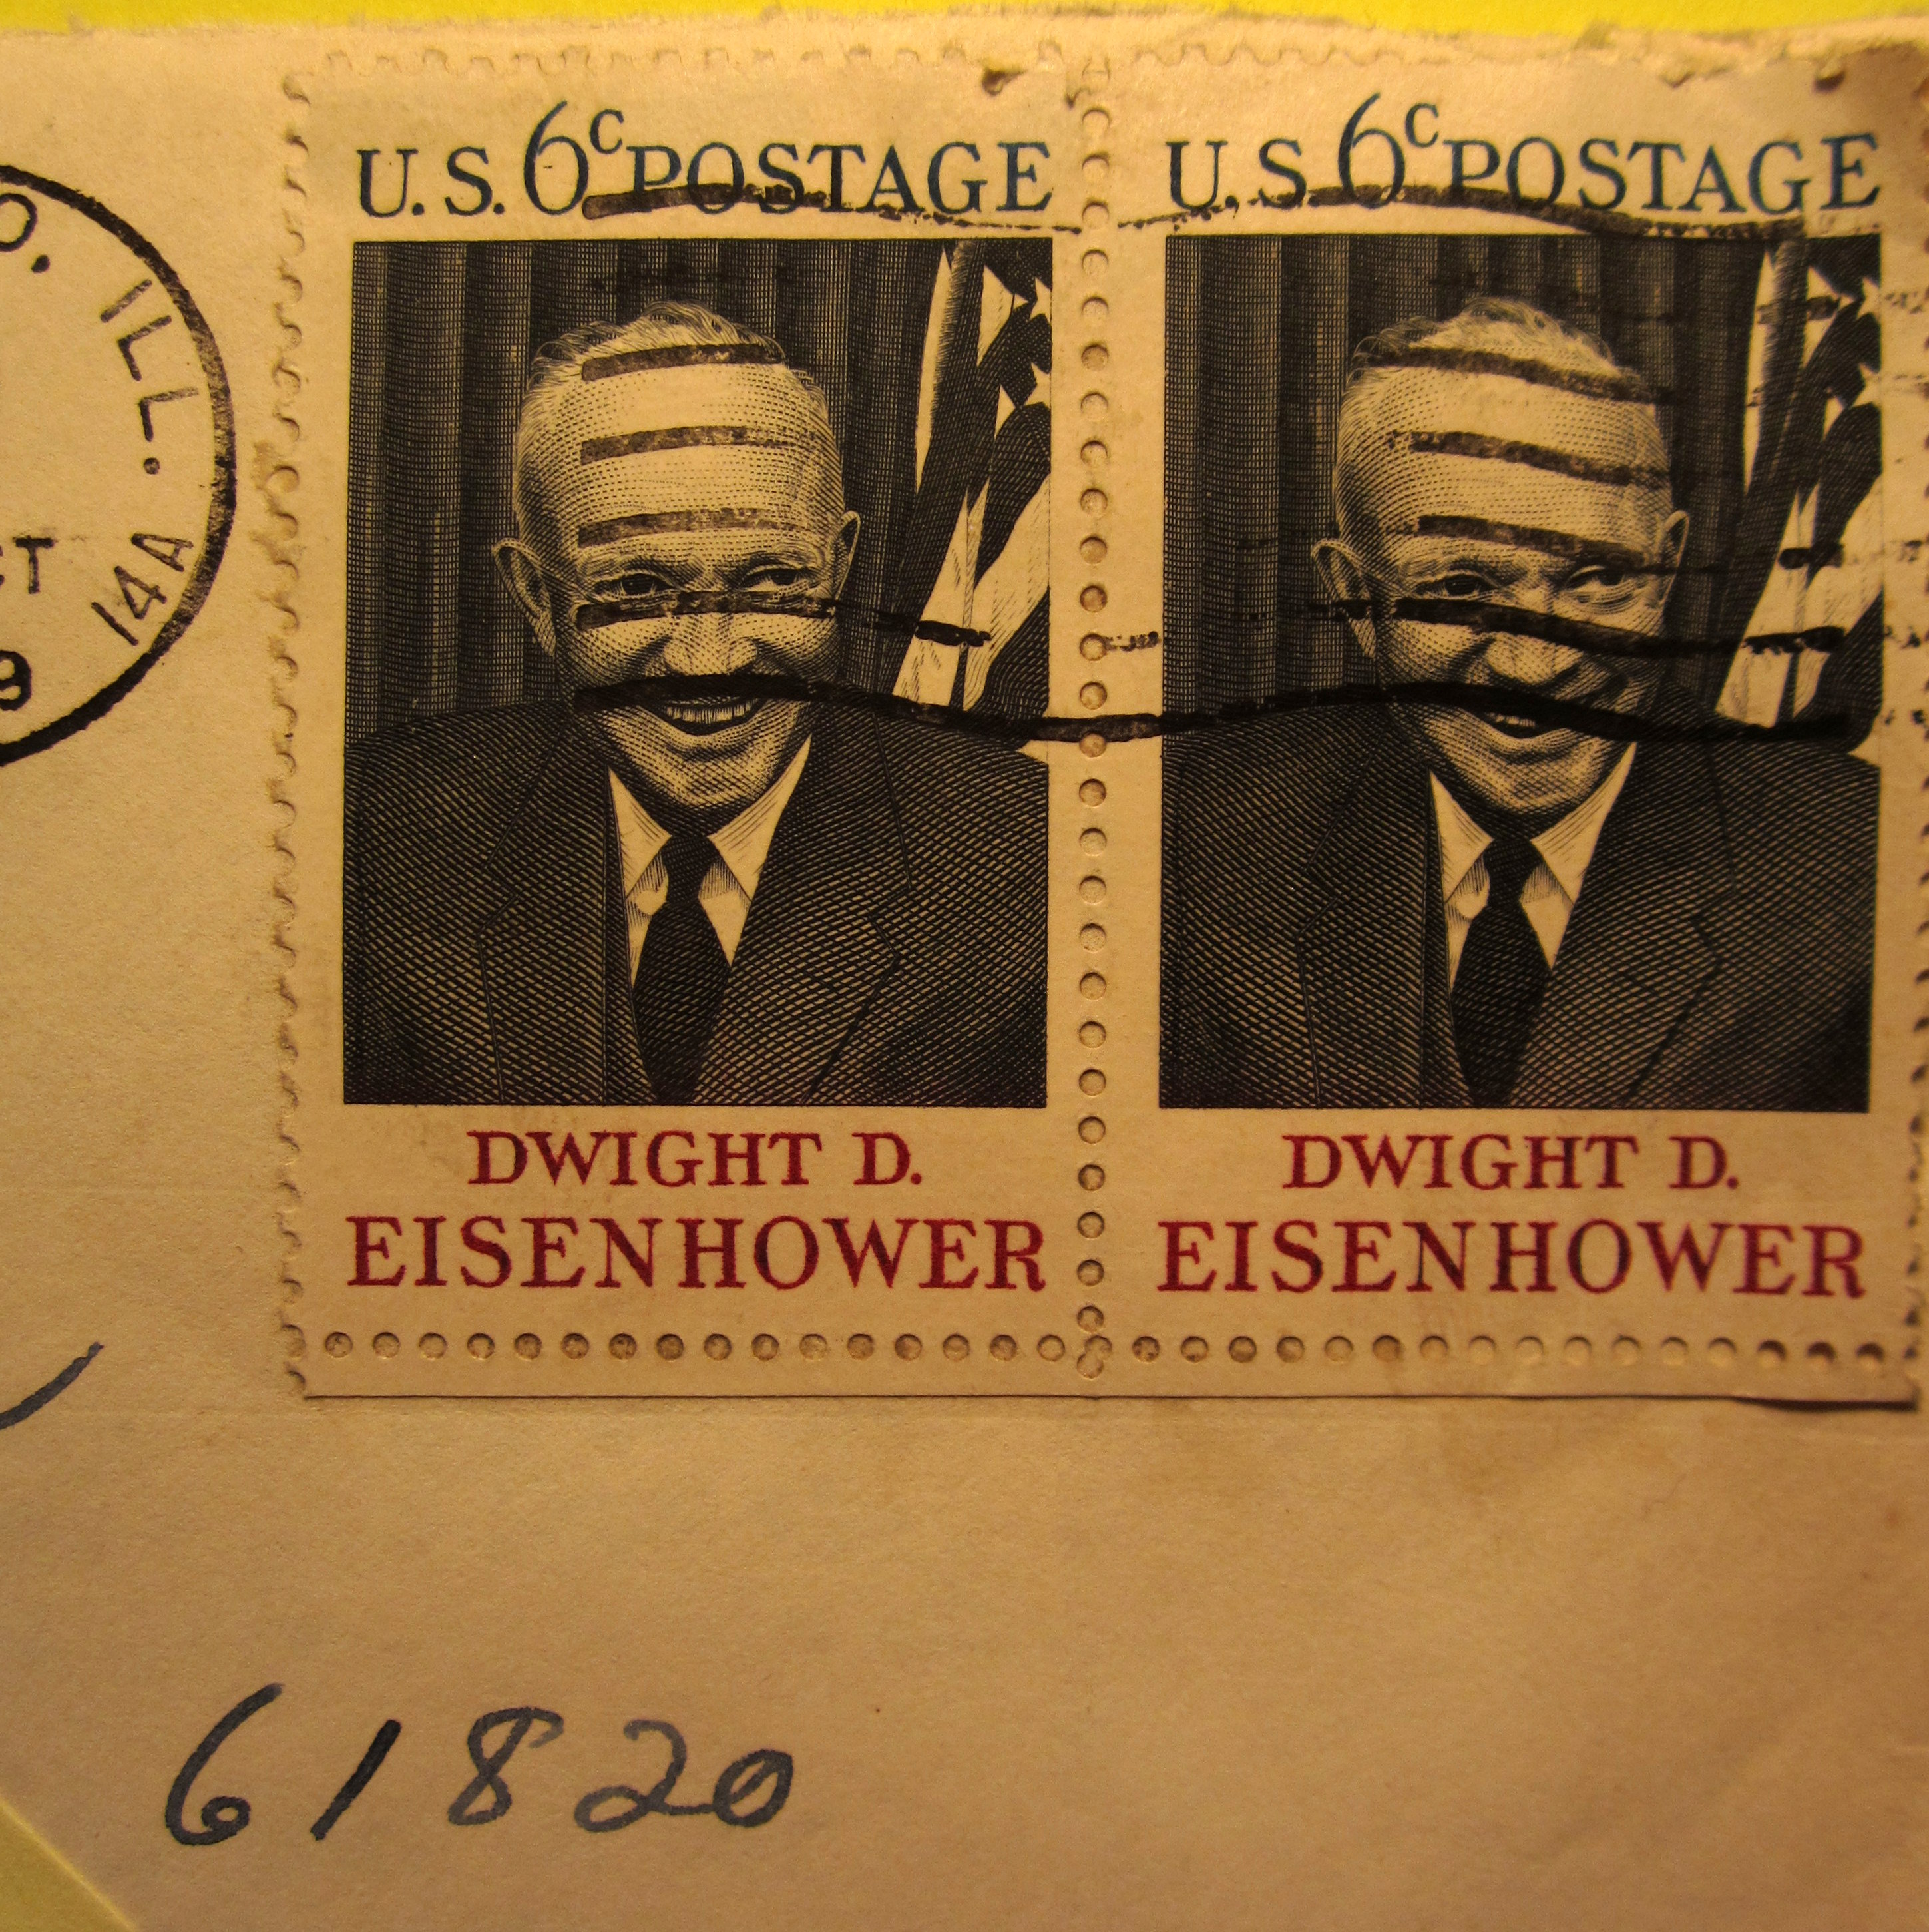 O. ILL.
14A
CT
9
U.S. 6c POSTAGE
DWIGHT D.
EISENHOWER
U.S. 6c POSTAGE
DWIGHT D.
EISENHOWER
61820